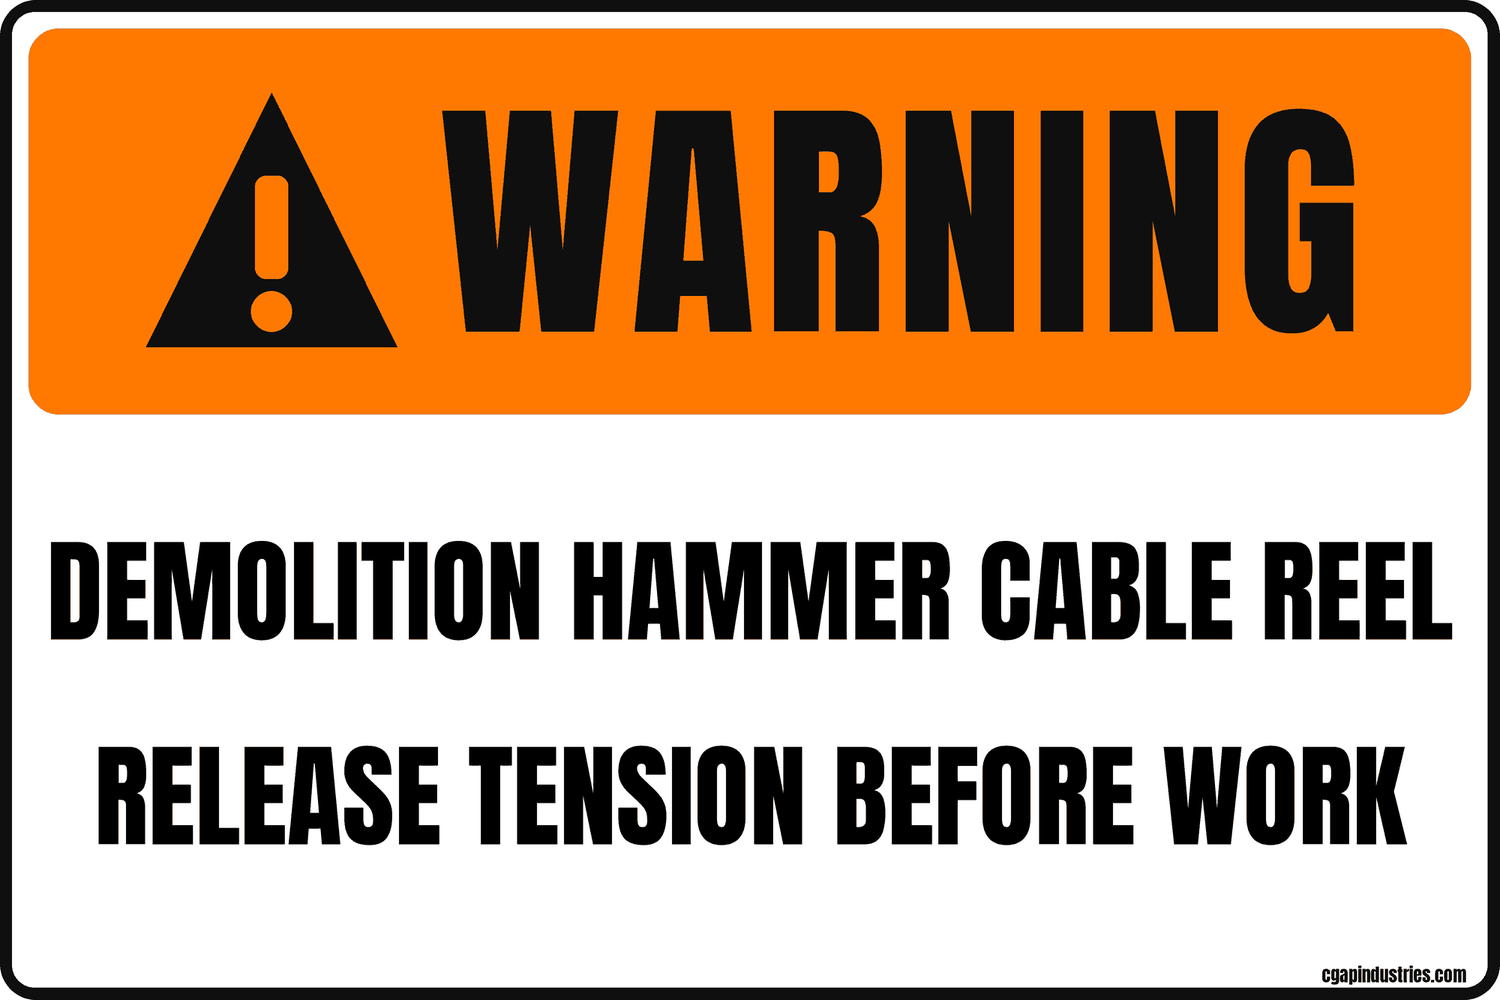 WARNING
DEMOLITION HAMMER CABLE REEL
RELEASE TENSION BEFORE WORK
cgapindustries.com